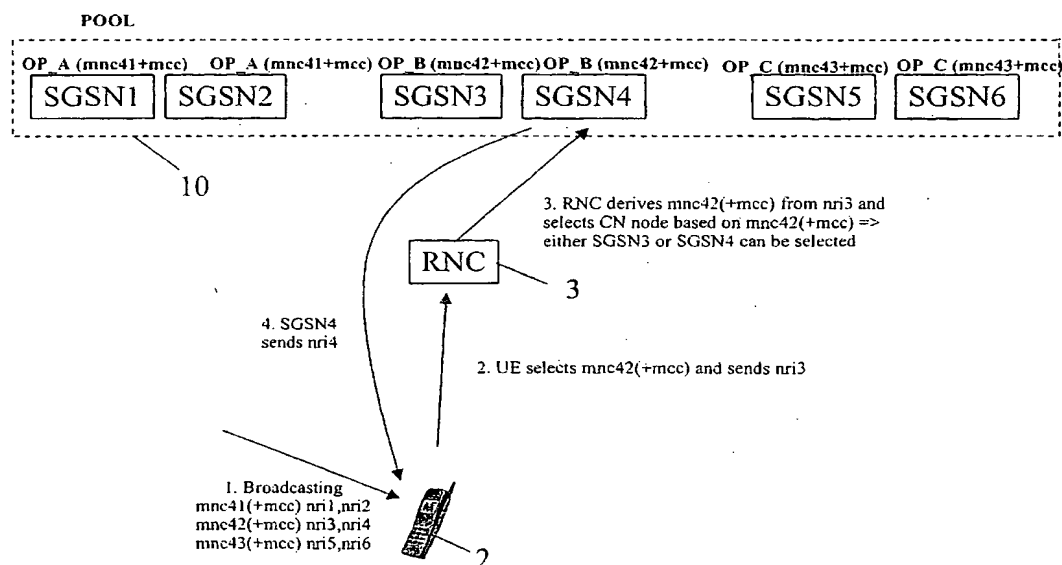 POOL
OP_A (mnc41+mcc) OP_A (mnc41+mcc) OP_B (mnc42+mcc) OP_B (mnc42+mcc) OP_C (mnc43+mcc) OP_C (mnc43+mcc)
SGSN1 SGSN2 SGSN3 SGSN4 SGSN5 SGSN6
10
3. RNC derives mnc42(+mcc) from nri3 and
selects CN node based on mnc42(+mcc) =>
either SGSN3 or SGSN4 can be selected
RNC
3
4. SGSN4
sends nri4
2. UE selects mnc42(+mcc) and sends nri3
1. Broadcasting
mnc41(+mcc) nri1,nri2
mnc42(+mcc) nri3,nri4
mnc43(+mcc) nri5,nri6
2